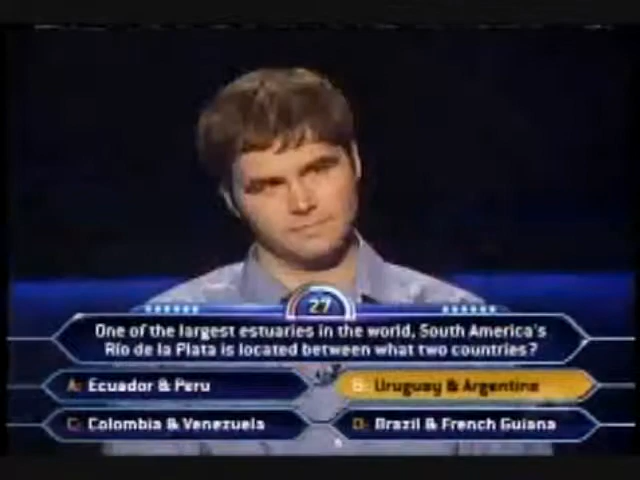 27
One of the largest estuaries in the world, South America's
Río de la Plata is located between what two countries?
A: Ecuador & Peru
B: Uruguay & Argentina
C: Colombia & Venezuela
D: Brazil & French Guiana